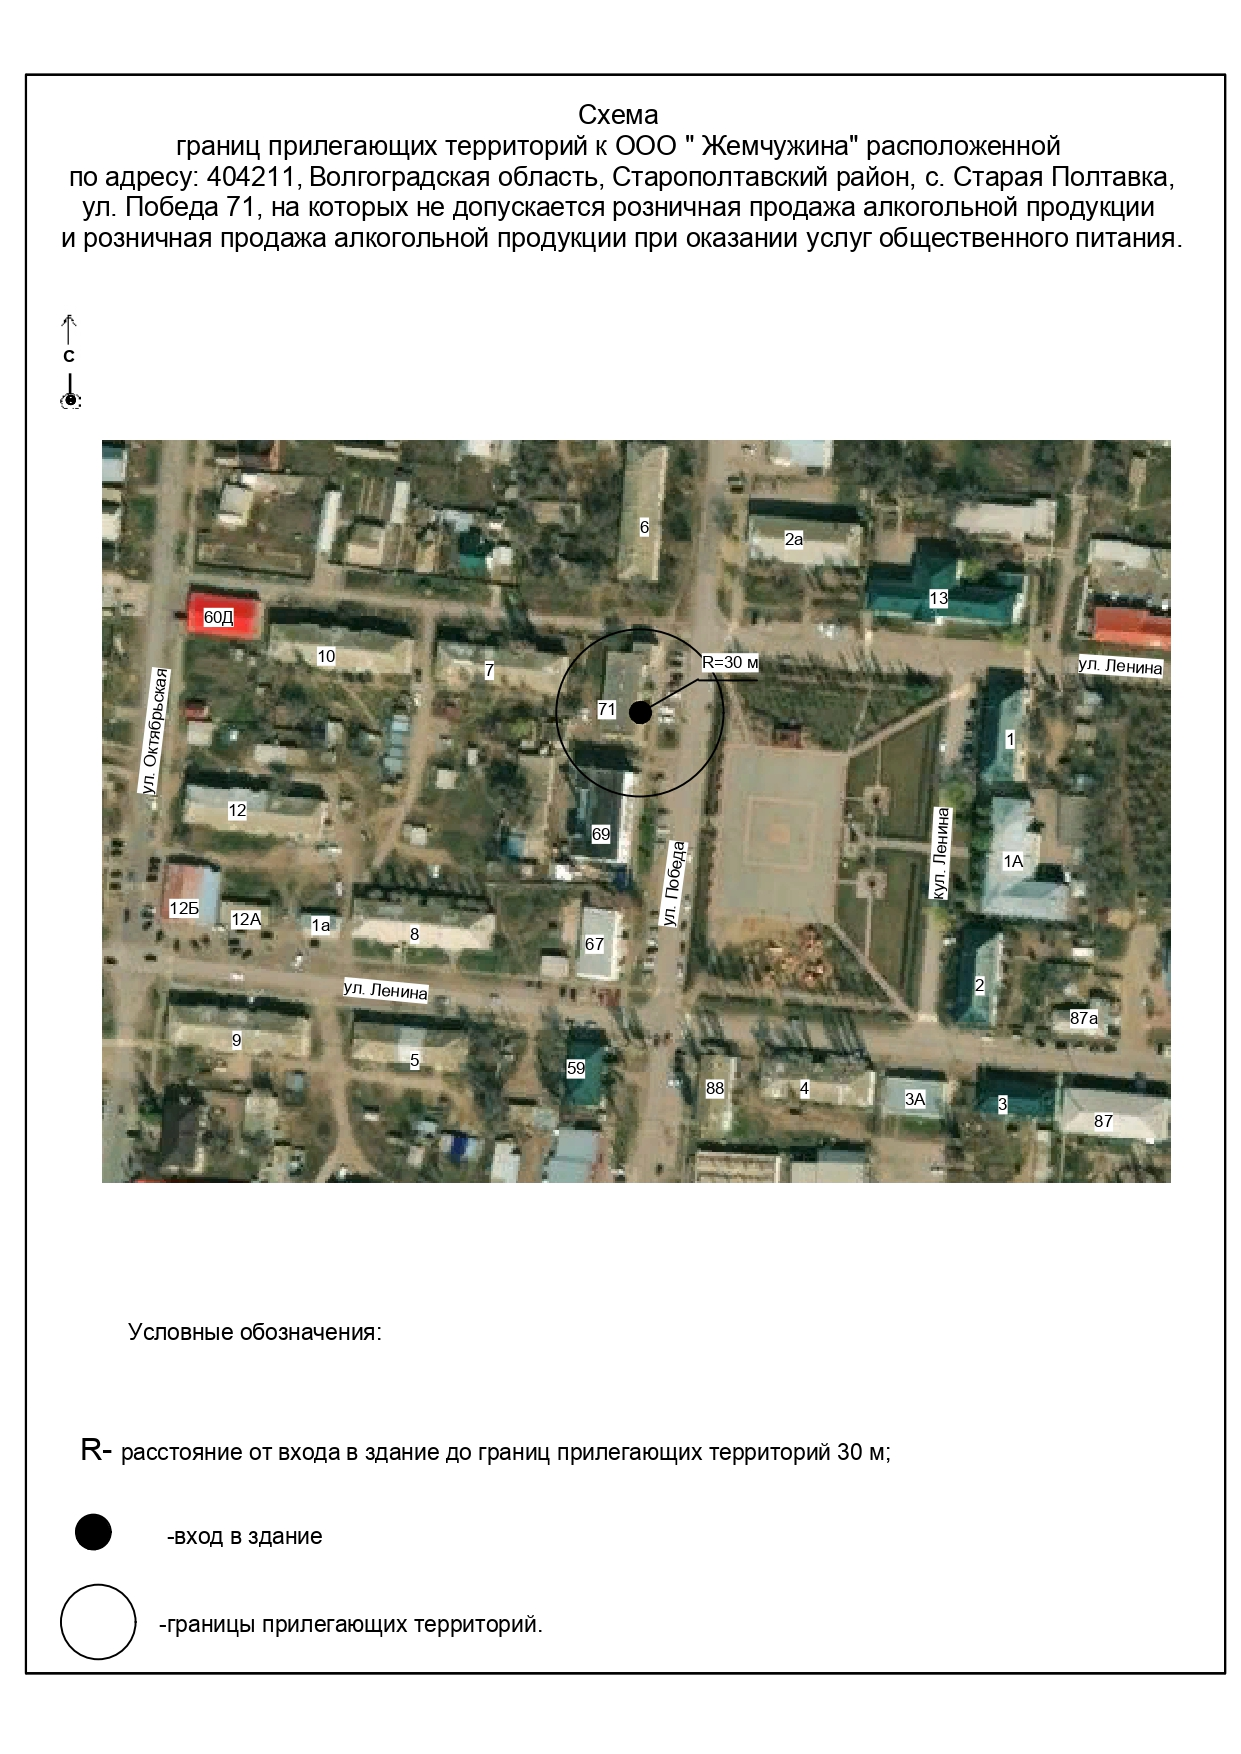 Схема
границ прилегающих территорий к ООО " Жемчужина" расположенной
по адресу: 404211, Волгоградская область, Старополтавский район, с. Старая Полтавка,
ул. Победа 71, на которых не допускается розничная продажа алкогольной продукции
и розничная продажа алкогольной продукции при оказании услуг общественного питания.
С
6
2а
13
60Д
10
7
R=30 м
ул. Ленина
71
ул. Октябрьская
1
12
69
кул. Ленина
1А
ул. Победа
12Б
12А
1а
8
67
ул. Ленина
2
87а
9
5
59
88
4
3А
3
87
Условные обозначения:
R- расстояние от входа в здание до границ прилегающих территорий 30 м;
-вход в здание
-границы прилегающих территорий.